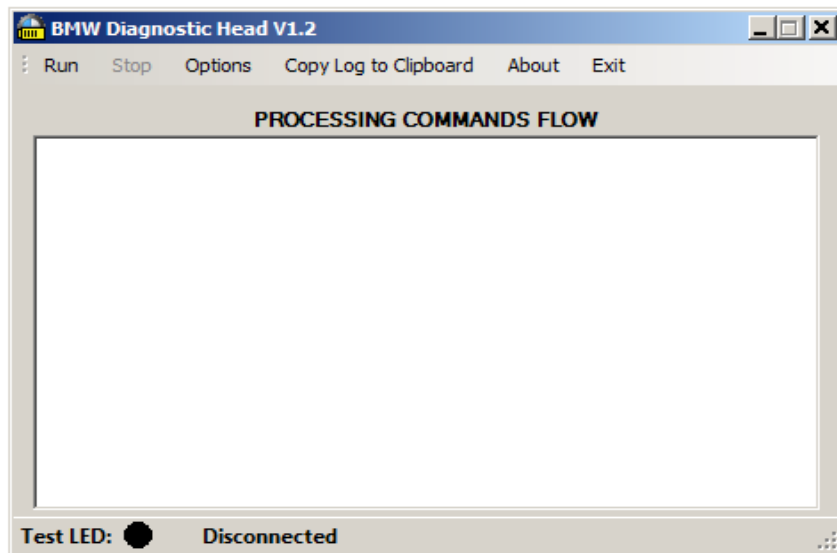 BMW Diagnostic Head V1.2
Run Stop Options Copy Log to Clipboard About Exit
PROCESSING COMMANDS FLOW
Test LED: Disconnected